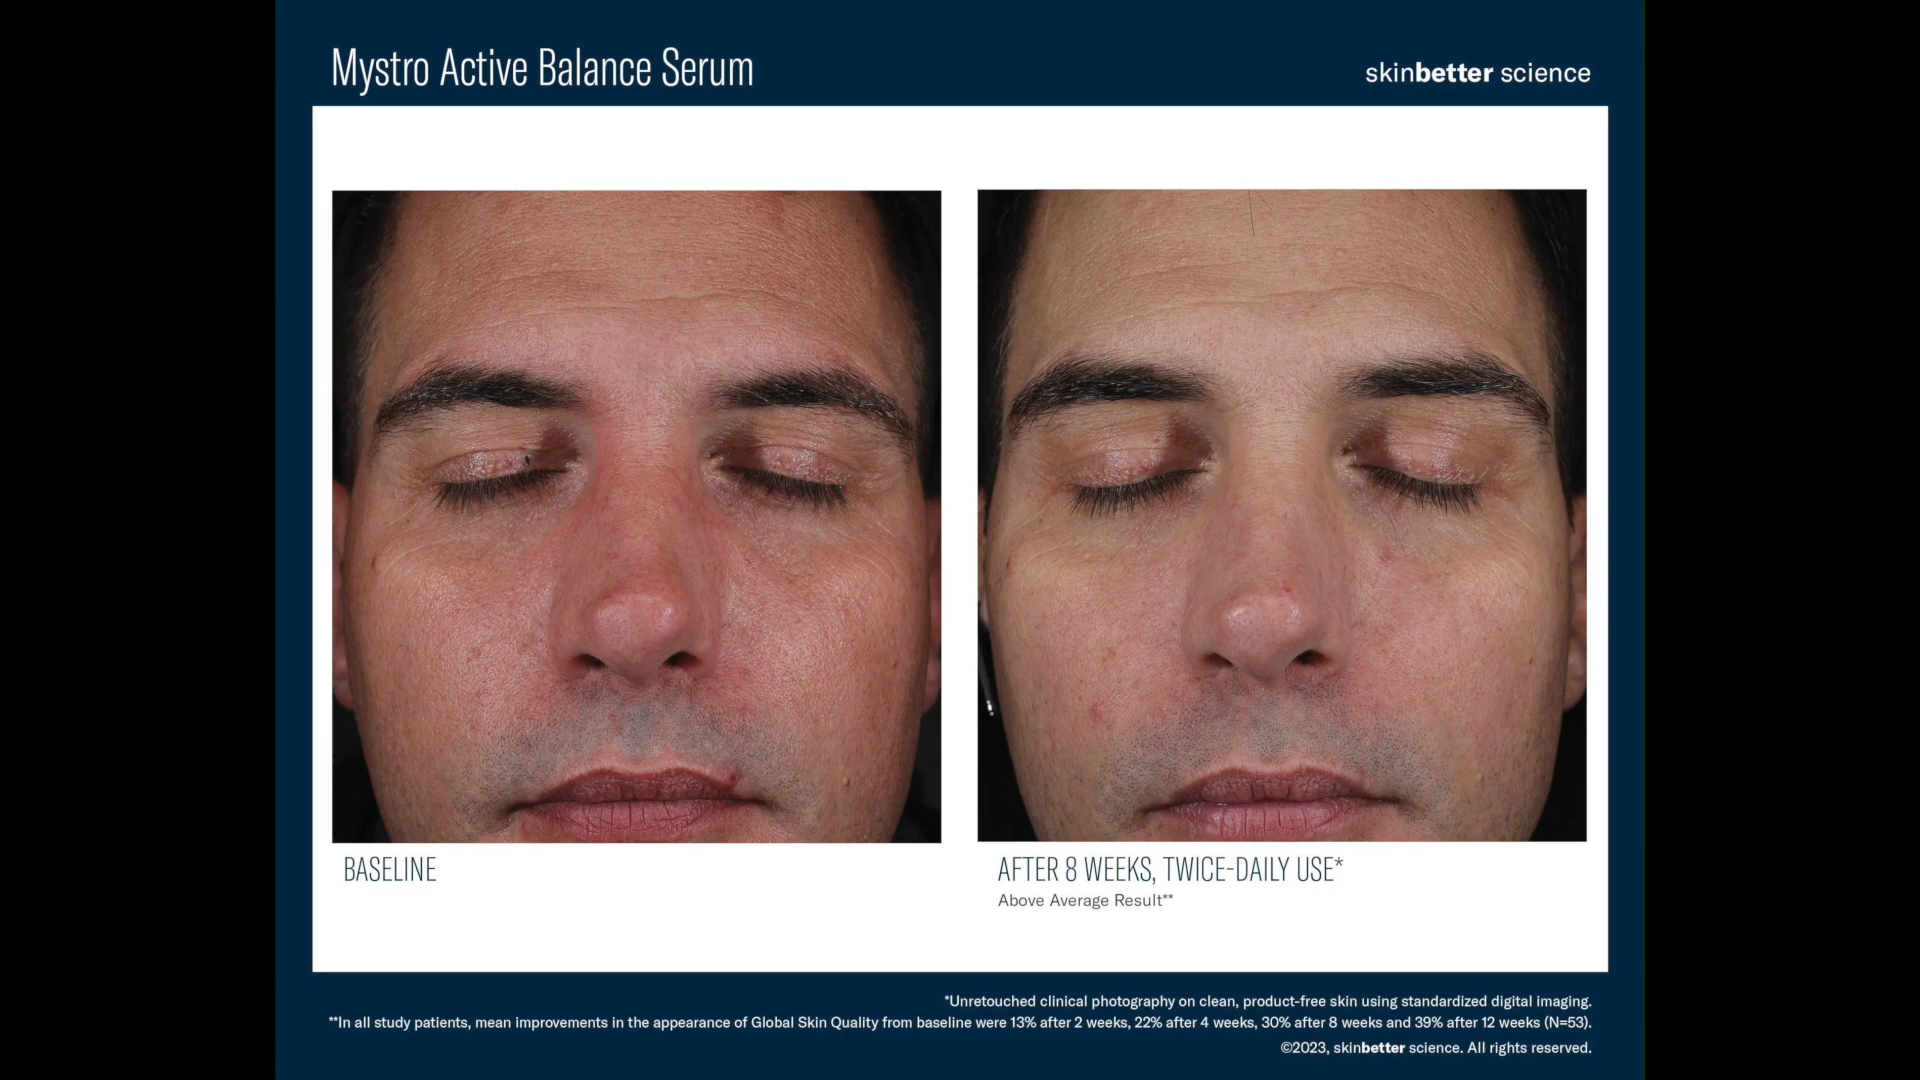 Mystro Active Balance Serum
skinbetter science
BASELINE
AFTER 8 WEEKS, TWICE-DAILY USE*
Above Average Result**
*Unretouched clinical photography on clean, product-free skin using standardized digital imaging.
**In all study patients, mean improvements in the appearance of Global Skin Quality from baseline were 13% after 2 weeks, 22% after 4 weeks, 30% after 8 weeks and 39% after 12 weeks (N=53).
©2023, skinbetter science. All rights reserved.